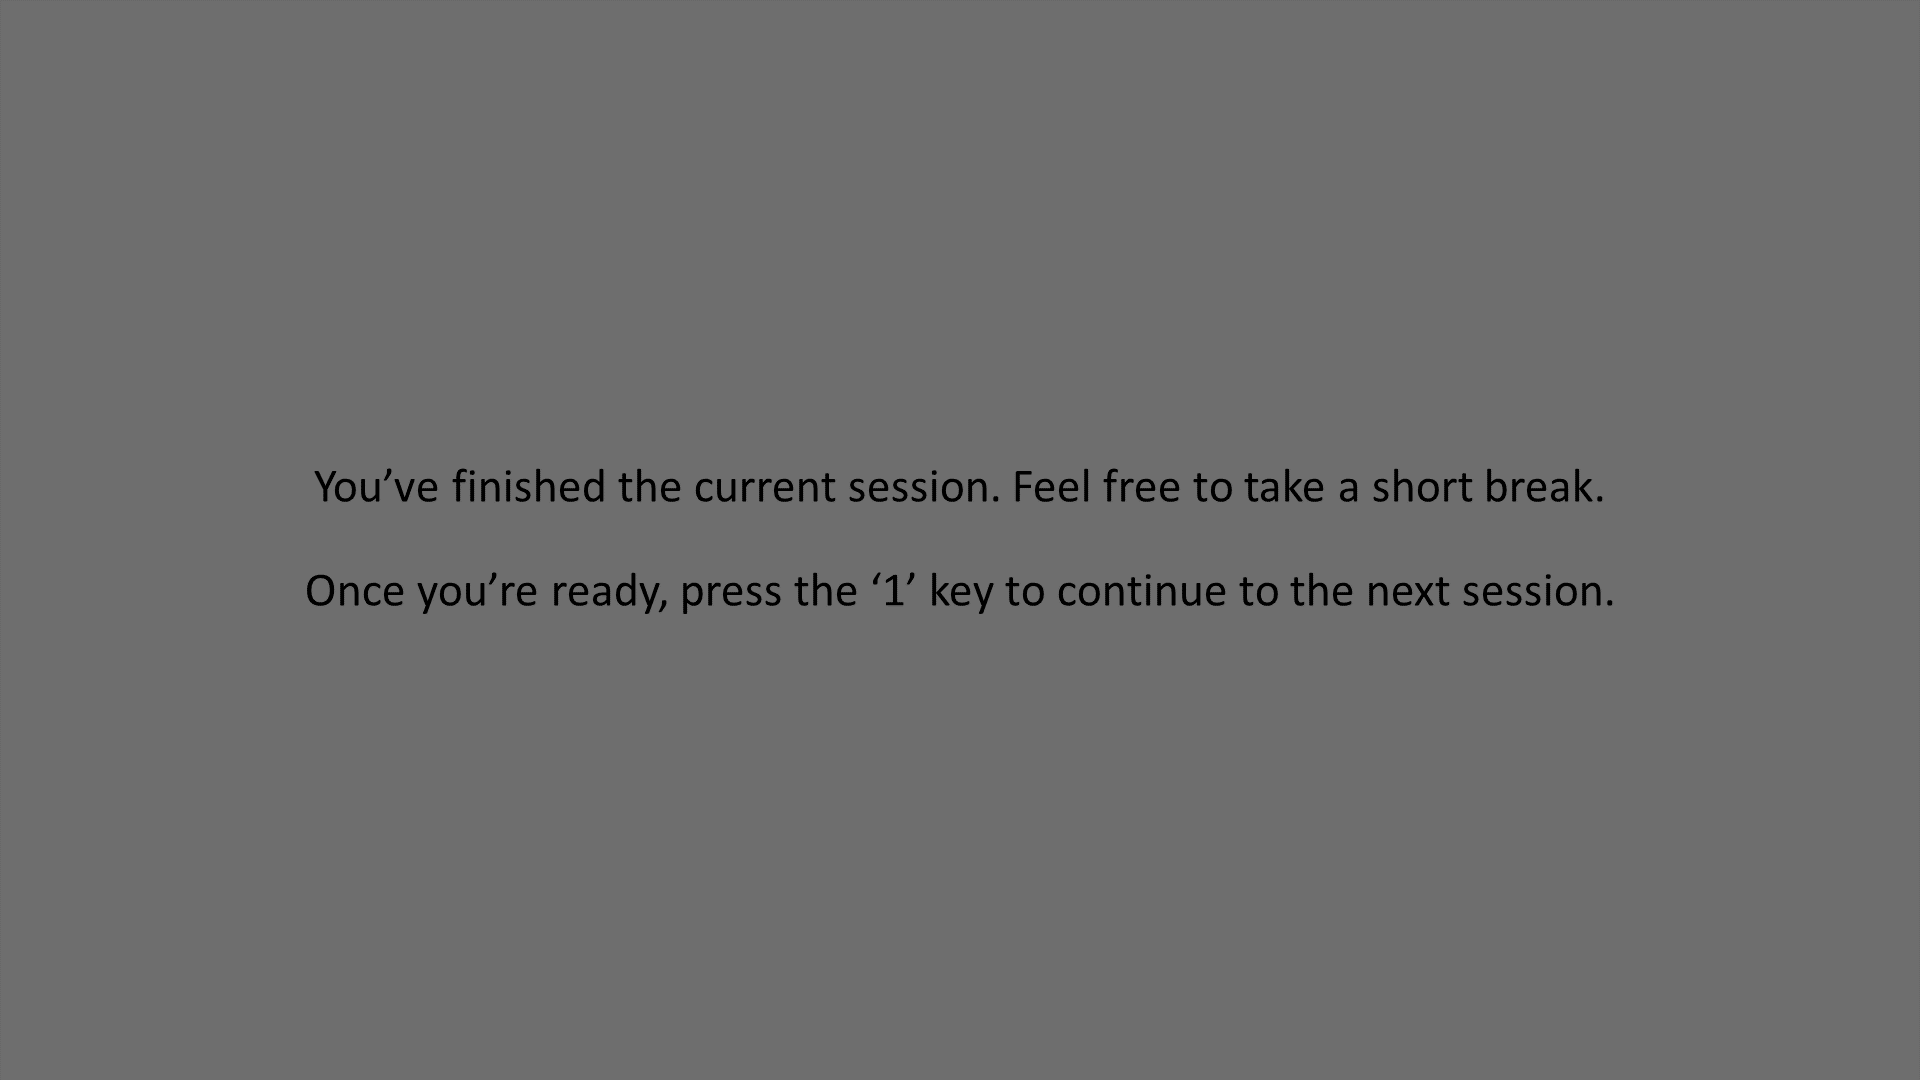 You’ve finished the current session. Feel free to take a short break.
Once you’re ready, press the ‘1’ key to continue to the next session.